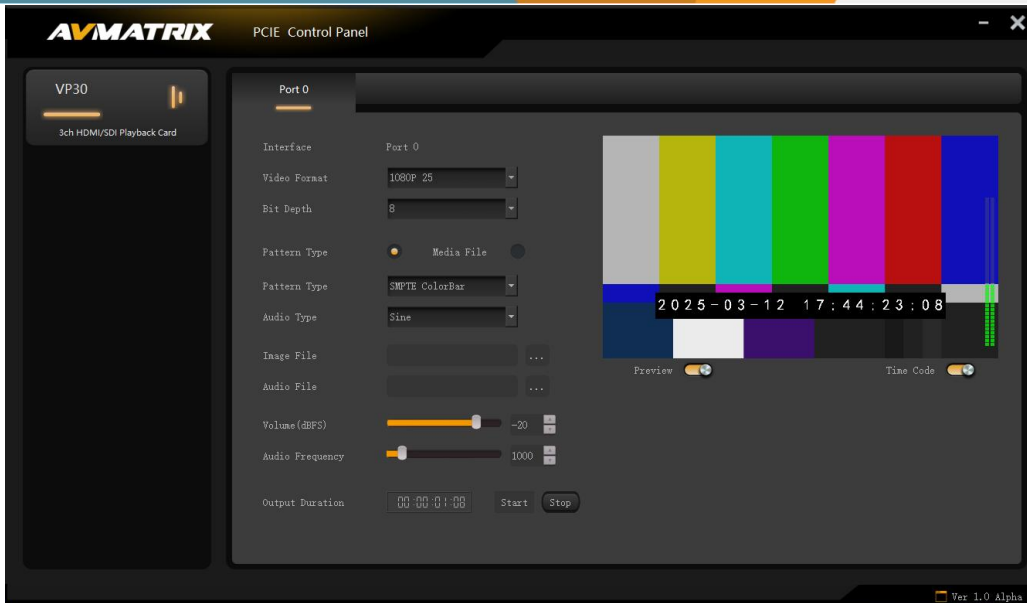 AVMATRIX PCIE Control Panel
VP30
3ch HDMI/SDI Playback Card
Port 0
Interface Port 0
Video Format 1080P 25
Bit Depth 8
Pattern Type Media File
Pattern Type SMPTE ColorBar
Audio Type Sine
Image File ...
Audio File ...
Volume(dBFS) -20
Audio Frequency 1000
Output Duration 00:00:01:08 Start Stop
2025-03-12 17:44:23:08
Preview Time Code
Ver 1.0 Alpha